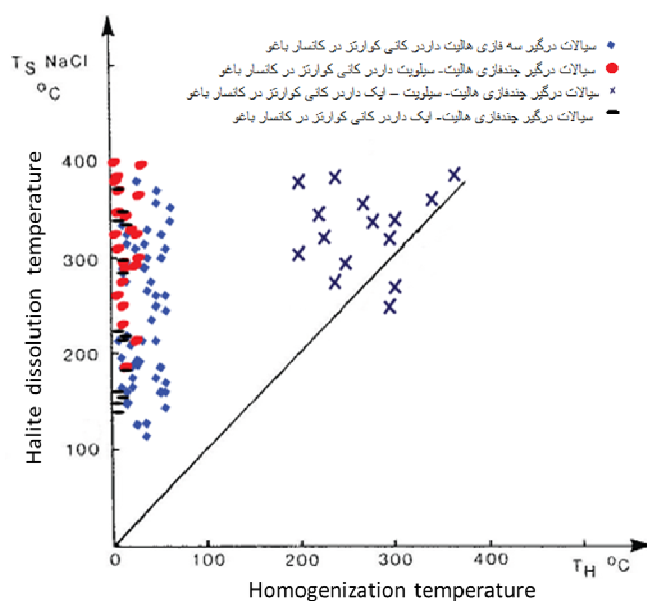 T_S NaCl
°C
سیالات درگیر سه فازی هالیت داردر کانی کوارتز در کانسار باغو
سیالات درگیر چندفازی هالیت- سیلویت داردر کانی کوارتز در کانسار باغو
سیالات درگیر چندفازی هالیت- سیلویت – اپک داردر کانی کوارتز در کانسار باغو
سیالات درگیر چندفازی هالیت- اپک داردر کانی کوارتز در کانسار باغو
Halite dissolution temperature
400
300
200
100
0 100 200 300 400 T_H °C
Homogenization temperature